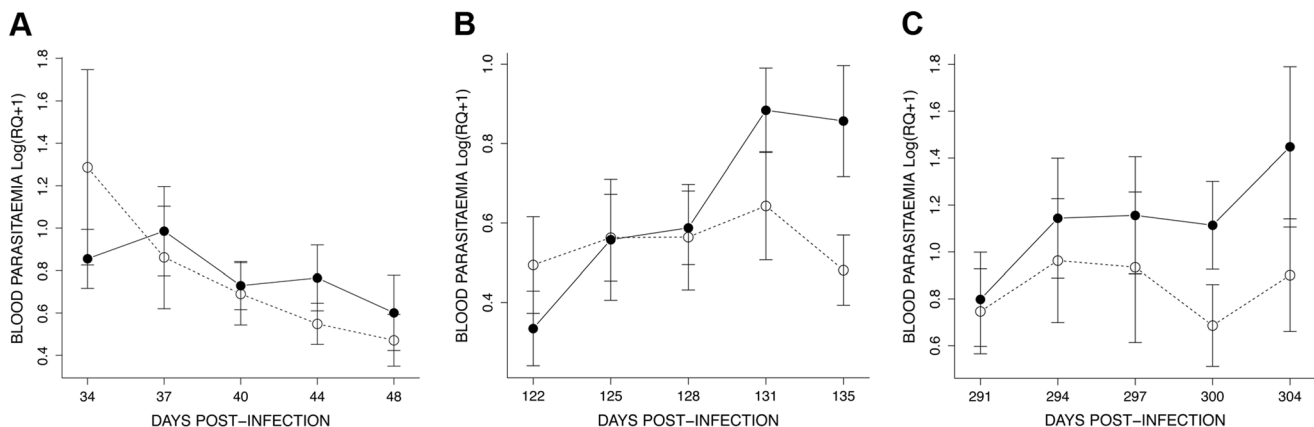 A
BLOOD PARASITAEMIA Log(RQ+1)
1.8
1.6
1.4
1.2
1.0
0.8
0.6
0.4
34 37 40 44 48
DAYS POST–INFECTION
B
BLOOD PARASITAEMIA Log(RQ+1)
1.0
0.8
0.6
0.4
122 125 128 131 135
DAYS POST–INFECTION
C
BLOOD PARASITAEMIA Log(RQ+1)
1.8
1.6
1.4
1.2
1.0
0.8
0.6
291 294 297 300 304
DAYS POST–INFECTION